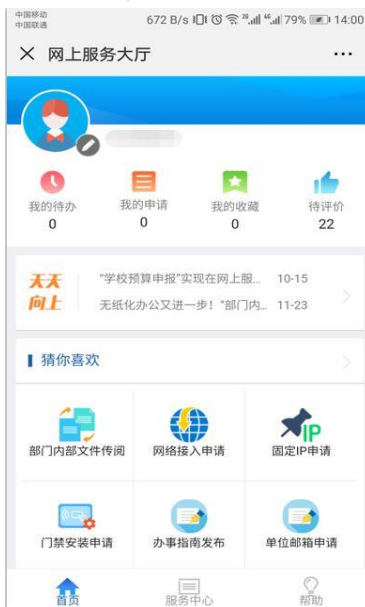 中国移动
中国联通
672 B/s 79% 14:00
网上服务大厅
我的待办
我的申请
我的收藏
待评价
0
0
0
22
天天
向上
“学校预算申报”实现在网上服... 10-15
无纸化办公又进一步！“部门内... 11-23
猜你喜欢
部门内部文件传阅
网络接入申请
IP
固定IP申请
门禁安装申请
办事指南发布
单位邮箱申请
首页
服务中心
帮助